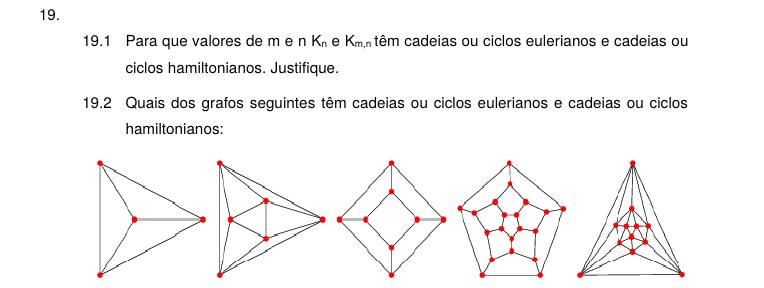 19.
19.1 Para que valores de m e n Kn e Km,n têm cadeias ou ciclos eulerianos e cadeias ou
ciclos hamiltonianos. Justifique.
19.2 Quais dos grafos seguintes têm cadeias ou ciclos eulerianos e cadeias ou ciclos
hamiltonianos: